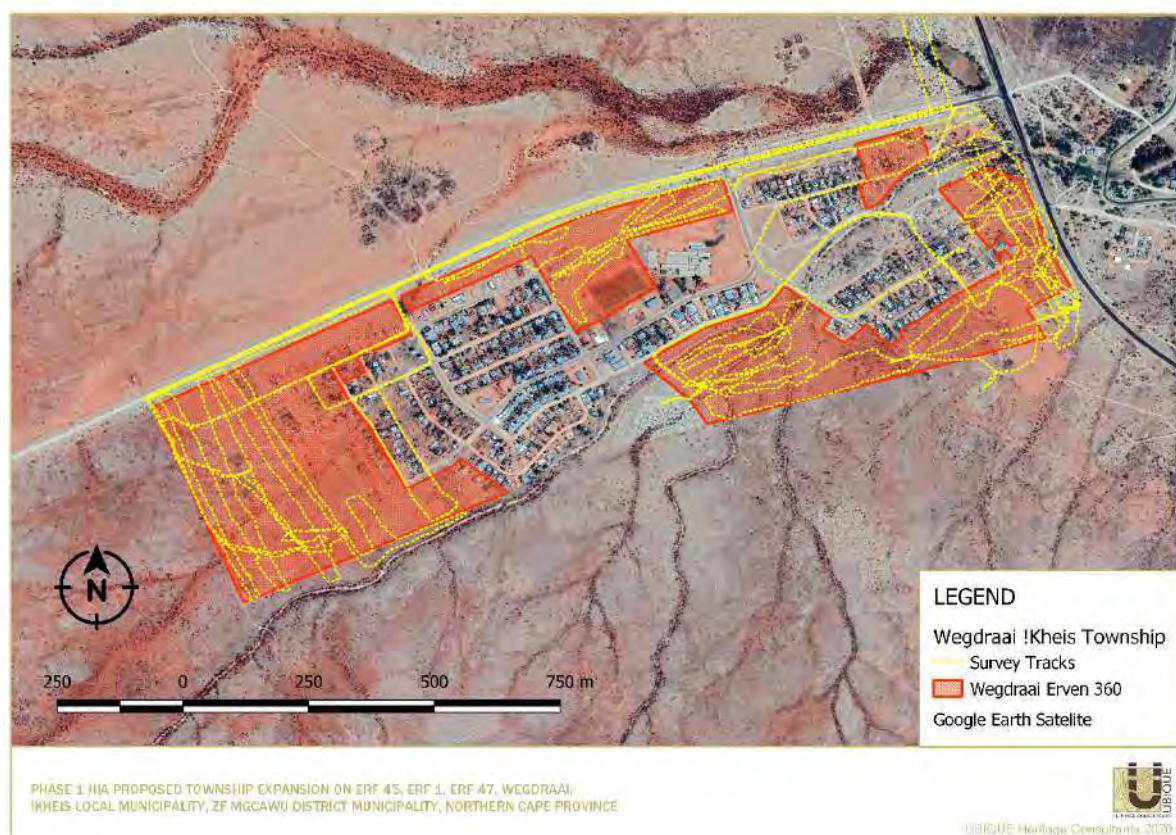 N
250 0 250 500 750 m
LEGEND
Wegdraai !Kheis Township
Survey Tracks
Wegdraai Erven 360
Google Earth Satelite
PHASE 1 HIA PROPOSED TOWNSHIP EXPANSION ON ERF 45, ERF 1, ERF 47, WEGDRAAI,
!KHEIS LOCAL MUNICIPALITY, ZF MGCAWU DISTRICT MUNICIPALITY, NORTHERN CAPE PROVINCE
UBIQUE
UBIQUE Heritage Consultants 2020